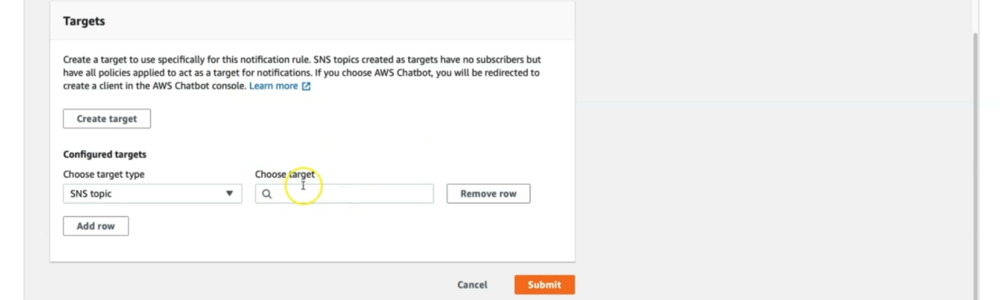 Targets
Create a target to use specifically for this notification rule. SNS topics created as targets have no subscribers but
have all policies applied to act as a target for notifications. If you choose AWS Chatbot, you will be redirected to
create a client in the AWS Chatbot console. Learn more
Create target
Configured targets
Choose target type
Choose target
SNS topic
Remove row
Add row
Cancel
Submit